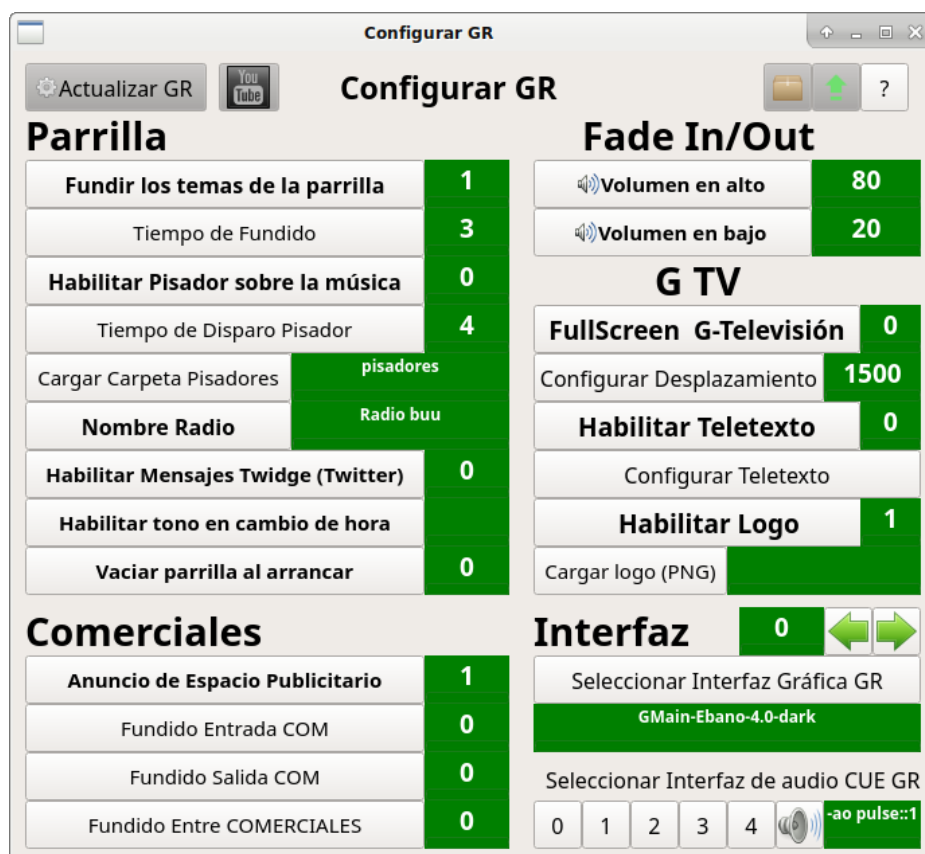 Configurar GR
Actualizar GR
You
Tube
Configurar GR
?
Parrilla
Fundir los temas de la parrilla 1
Tiempo de Fundido 3
Habilitar Pisador sobre la música 0
Tiempo de Disparo Pisador 4
Cargar Carpeta Pisadores pisadores
Nombre Radio Radio buu
Habilitar Mensajes Twidge (Twitter) 0
Habilitar tono en cambio de hora
Vaciar parrilla al arrancar 0
Comerciales
Anuncio de Espacio Publicitario 1
Fundido Entrada COM 0
Fundido Salida COM 0
Fundido Entre COMERCIALES 0
Fade In/Out
Volumen en alto 80
Volumen en bajo 20
G TV
FullScreen G-Televisión 0
Configurar Desplazamiento 1500
Habilitar Teletexto 0
Configurar Teletexto
Habilitar Logo 1
Cargar logo (PNG)
Interfaz 0
Seleccionar Interfaz Gráfica GR
GMain-Ebano-4.0-dark
Seleccionar Interfaz de audio CUE GR
0 1 2 3 4 -ao pulse::1